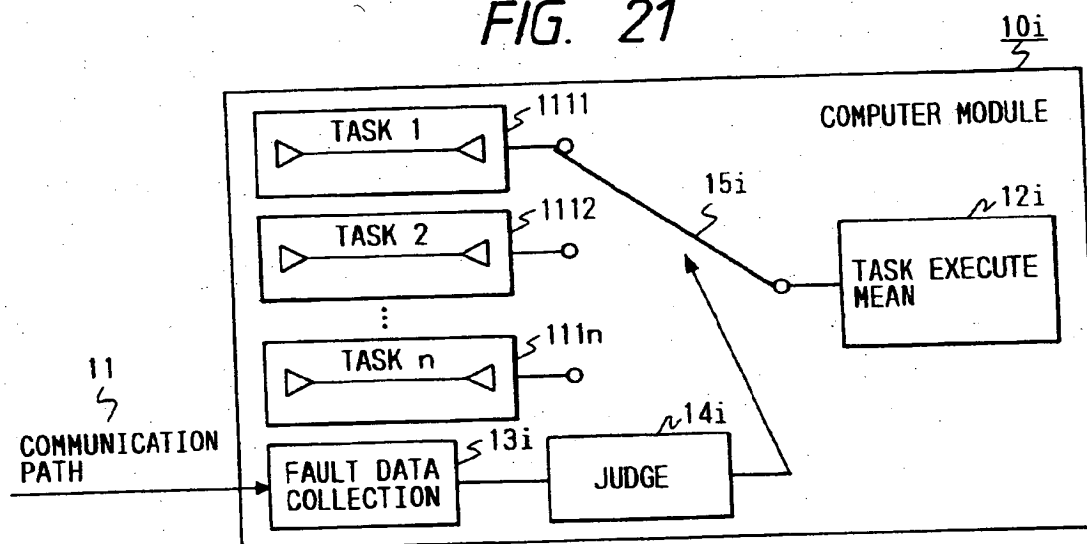 FIG. 21
10i
COMPUTER MODULE
TASK 1
1111
15i
TASK 2
1112
12i
TASK EXECUTE
MEAN
⋮
TASK n
111n
11
COMMUNICATION
PATH
13i
FAULT DATA
COLLECTION
14i
JUDGE